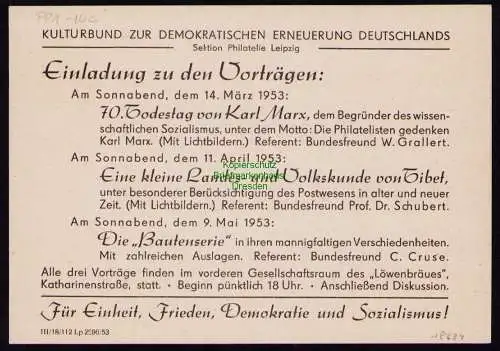 KULTURBUND ZUR DEMOKRATISCHEN ERNEUERUNG DEUTSCHLANDS
Sektion Philatelie Leipzig
Einladung zu den Vorträgen:
Am Sonnabend, dem 14. März 1953:
70. Todestag von Karl Marx, dem Begründer des wissen-
schaftlichen Sozialismus, unter dem Motto: Die Philatelisten gedenken
Karl Marx. (Mit Lichtbildern.) Referent: Bundesfreund W. Grallert.
Am Sonnabend, dem 11. April 1953:
Kopierschutz
Eine kleine Landes- und Volkskunde von Tibet,
Briefmarkenhaus
Dresden
unter besonderer Berücksichtigung des Postwesens in alter und neuer
Zeit. (Mit Lichtbildern.) Referent: Bundesfreund Prof. Dr. Schubert.
Am Sonnabend, dem 9. Mai 1953:
Die „Bautenserie" in ihren mannigfaltigen Verschiedenheiten.
Mit zahlreichen Auslagen. Referent: Bundesfreund C. Cruse.
Alle drei Vorträge finden im vorderen Gesellschaftsraum des „Löwenbräues",
Katharinenstraße, statt. · Beginn pünktlich 18 Uhr. · Anschließend Diskussion.
Für Einheit, Frieden, Demokratie und Sozialismus!
III/18/112 Lp 2596/53